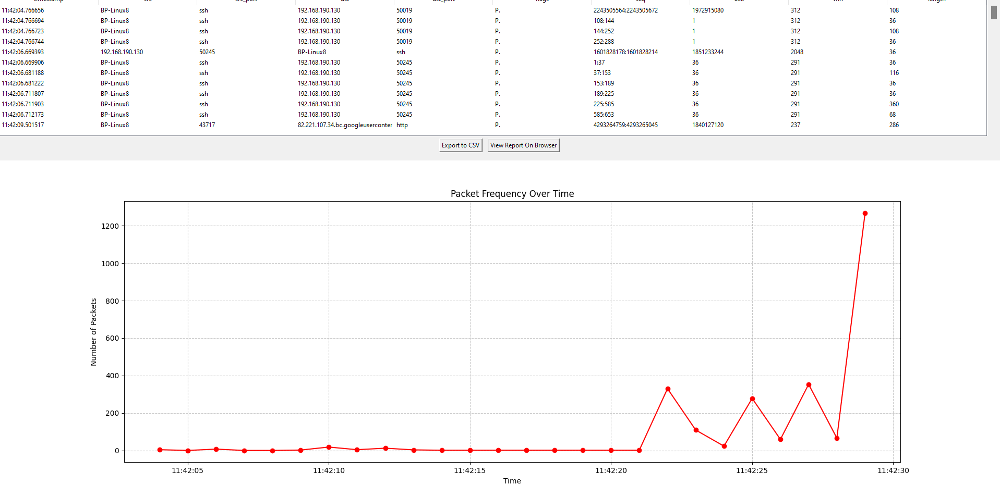 timestamp src src_port dst dst_port flags seq ack win length
11:42:04.766656 BP-Linux8 ssh 192.168.190.130 50019 P. 2243505564:2243505672 1972915080 312 108
11:42:04.766694 BP-Linux8 ssh 192.168.190.130 50019 P. 108:144 1 312 36
11:42:04.766723 BP-Linux8 ssh 192.168.190.130 50019 P. 144:252 1 312 108
11:42:04.766744 BP-Linux8 ssh 192.168.190.130 50019 P. 252:288 1 312 36
11:42:06.669393 192.168.190.130 50245 BP-Linux8 ssh P. 1601828178:1601828214 1851233244 2048 36
11:42:06.669906 BP-Linux8 ssh 192.168.190.130 50245 P. 1:37 36 291 36
11:42:06.681188 BP-Linux8 ssh 192.168.190.130 50245 P. 37:153 36 291 116
11:42:06.681222 BP-Linux8 ssh 192.168.190.130 50245 P. 153:189 36 291 36
11:42:06.711807 BP-Linux8 ssh 192.168.190.130 50245 P. 189:225 36 291 36
11:42:06.711903 BP-Linux8 ssh 192.168.190.130 50245 P. 225:585 36 291 360
11:42:06.712173 BP-Linux8 ssh 192.168.190.130 50245 P. 585:653 36 291 68
11:42:09.501517 BP-Linux8 43717 82.221.107.34.bc.googleuserconter http P. 4293264759:4293265045 1840127120 237 286
Export to CSV View Report On Browser
Packet Frequency Over Time
1200
1000
800
600
400
200
0
Number of Packets
11:42:05 11:42:10 11:42:15 11:42:20 11:42:25 11:42:30
Time